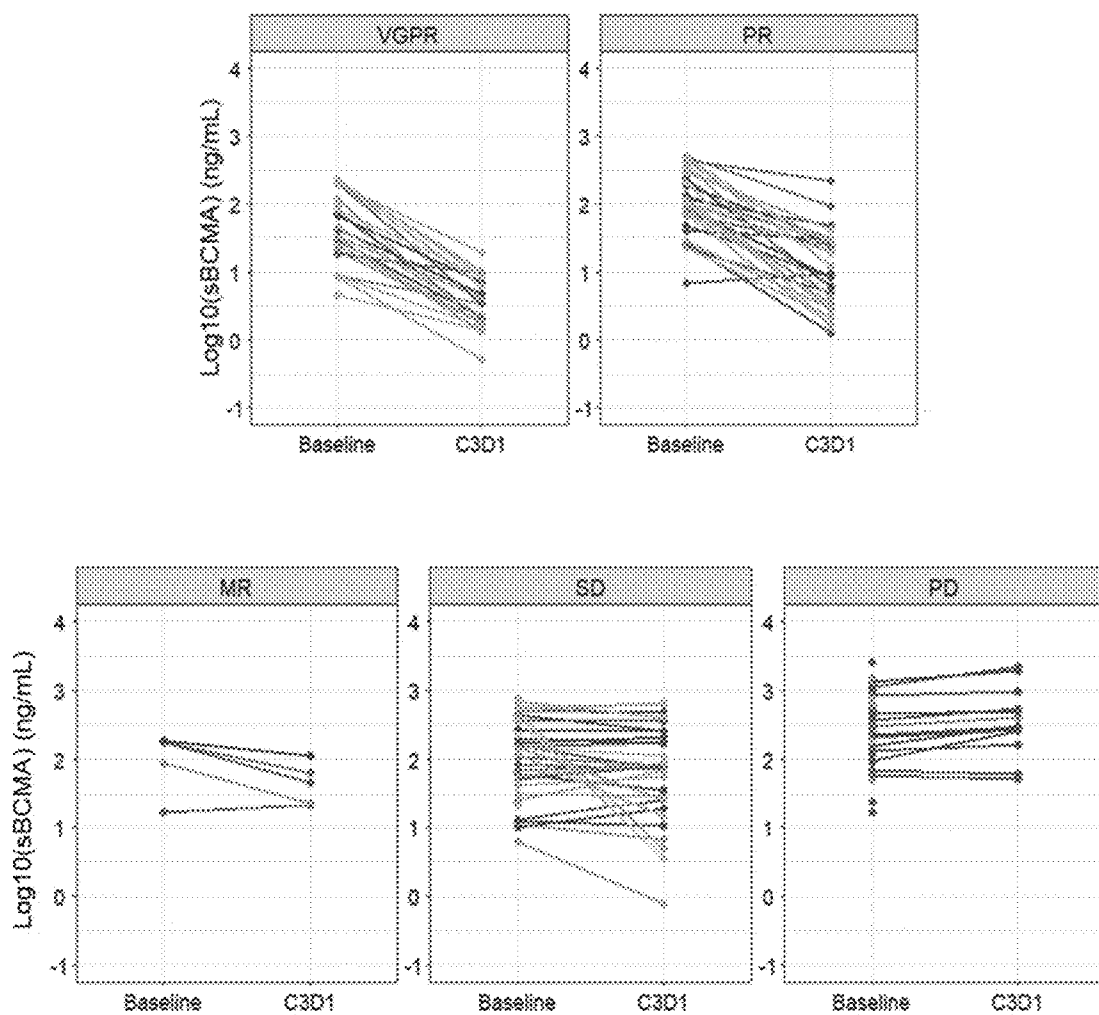 VGPR PR
Log10(sBCMA) (ng/mL)
4 4
3 3
2 2
1 1
0 0
-1 -1
Baseline C3D1 Baseline C3D1
MR SD PD
Log10(sBCMA) (ng/mL)
4 4 4
3 3 3
2 2 2
1 1 1
0 0 0
-1 -1 -1
Baseline C3D1 Baseline C3D1 Baseline C3D1